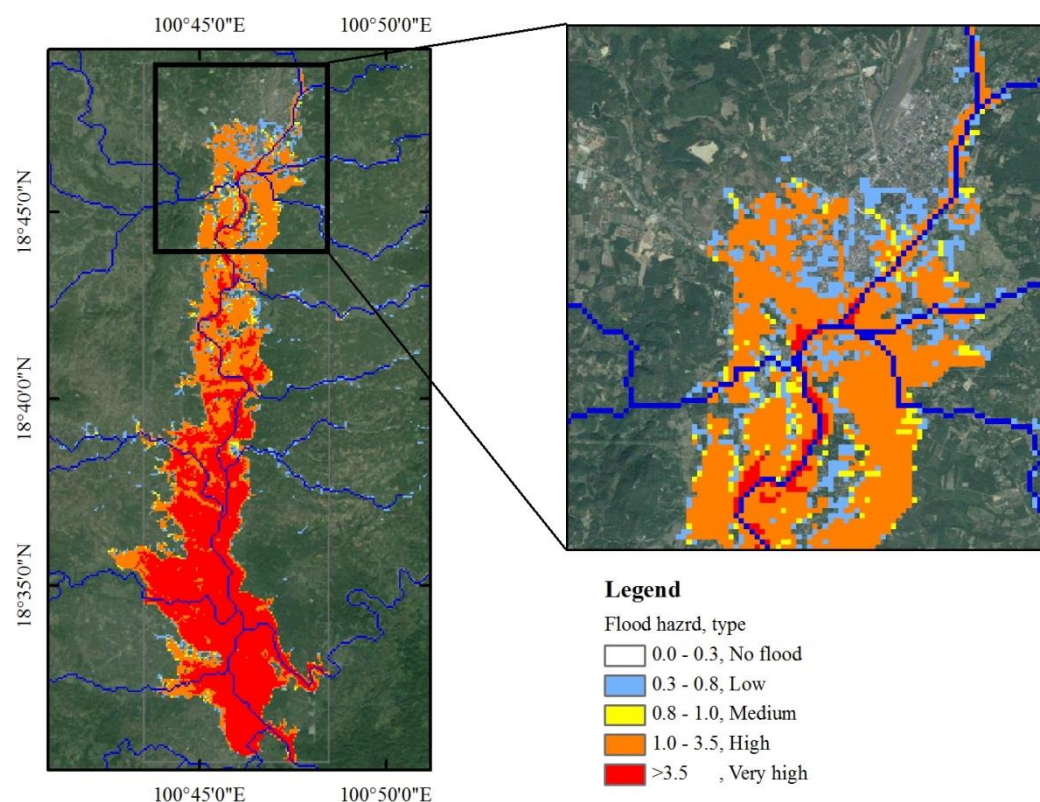 100°45'0"E 100°50'0"E
18°45'0"N
18°40'0"N
18°35'0"N
100°45'0"E 100°50'0"E
Legend
Flood hazrd, type
0.0 - 0.3, No flood
0.3 - 0.8, Low
0.8 - 1.0, Medium
1.0 - 3.5, High
>3.5 , Very high